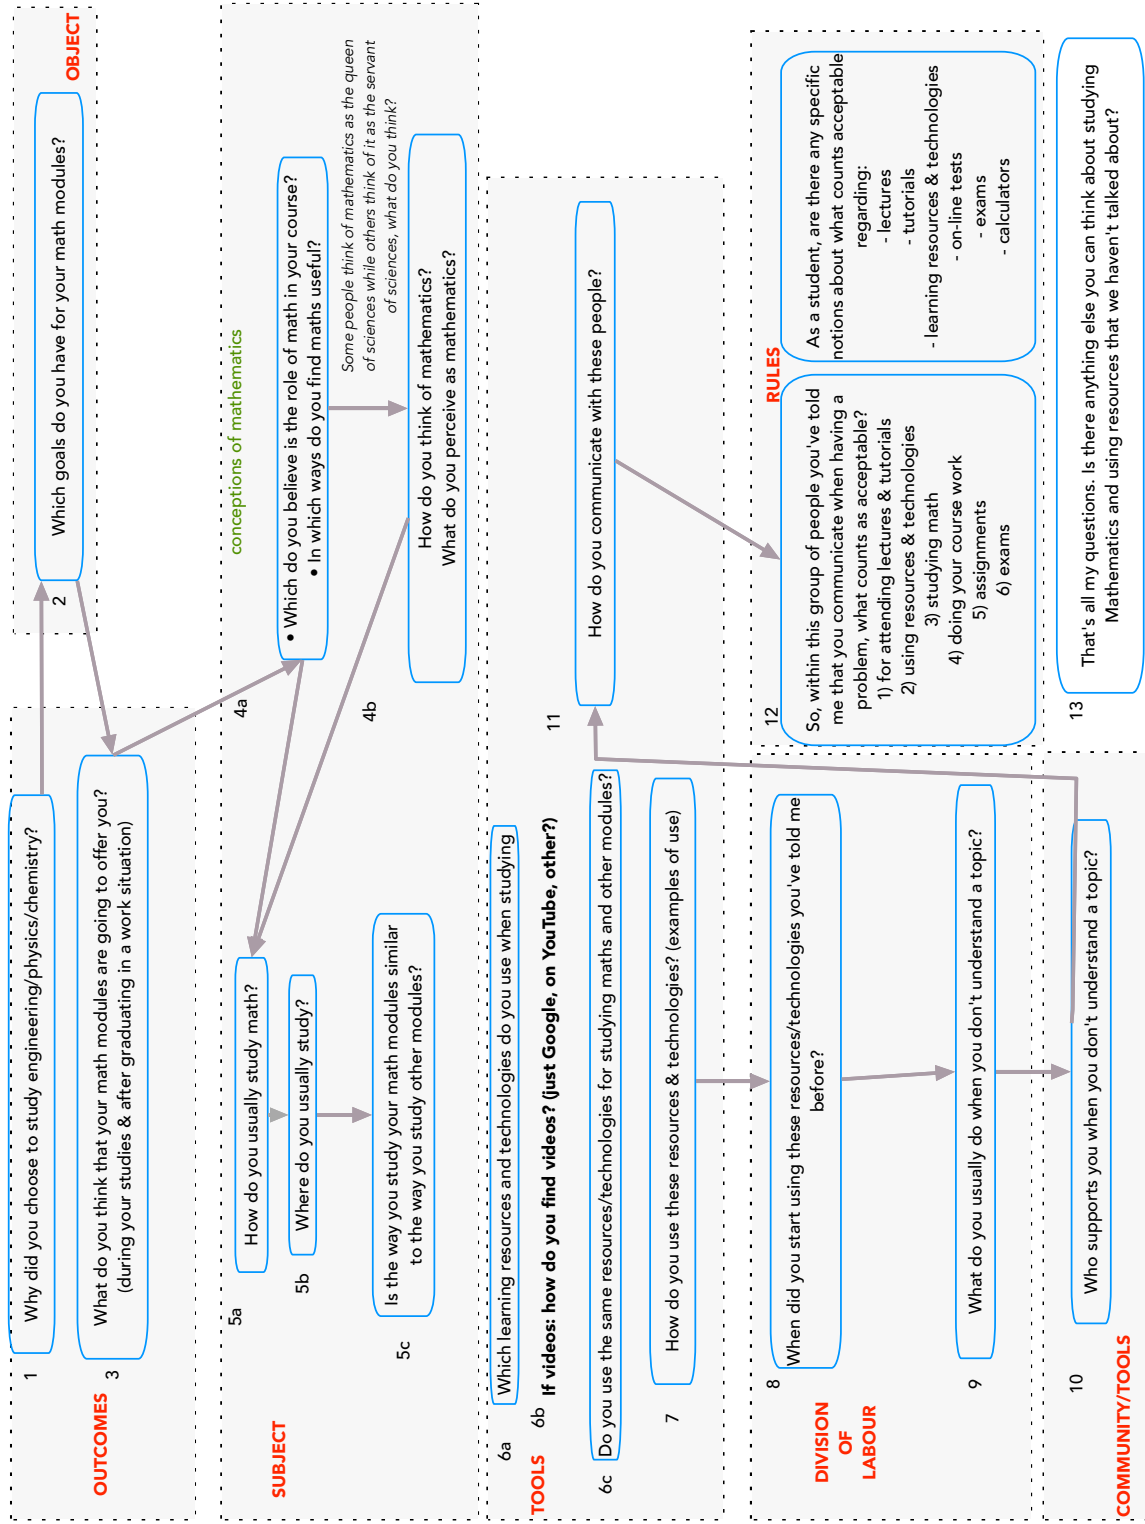 OUTCOMES
1
Why did you choose to study engineering/physics/chemistry?
OBJECT
2
Which goals do you have for your math modules?
3
What do you think that your math modules are going to offer you?
(during your studies & after graduating in a work situation)
SUBJECT
conceptions of mathematics
4a
• Which do you believe is the role of math in your course?
• In which ways do you find maths useful?
Some people think of mathematics as the queen
of sciences while others think of it as the servant
of sciences, what do you think?
4b
How do you think of mathematics?
What do you perceive as mathematics?
5a
How do you usually study math?
5b
Where do you usually study?
5c
Is the way you study your math modules similar
to the way you study other modules?
TOOLS
6a
Which learning resources and technologies do you use when studying
6b
If videos: how do you find videos? (just Google, on YouTube, other?)
6c
Do you use the same resources/technologies for studying maths and other modules?
7
How do you use these resources & technologies? (examples of use)
11
How do you communicate with these people?
DIVISION
OF
LABOUR
8
When did you start using these resources/technologies you've told me
before?
9
What do you usually do when you don't understand a topic?
COMMUNITY/TOOLS
10
Who supports you when you don't understand a topic?
RULES
12
So, within this group of people you've told
me that you communicate when having a
problem, what counts as acceptable?
1) for attending lectures & tutorials
2) using resources & technologies
3) studying math
4) doing your course work
5) assignments
6) exams
As a student, are there any specific
notions about what counts acceptable
regarding:
- lectures
- tutorials
- learning resources & technologies
- on-line tests
- exams
- calculators
13
That's all my questions. Is there anything else you can think about studying
Mathematics and using resources that we haven't talked about?